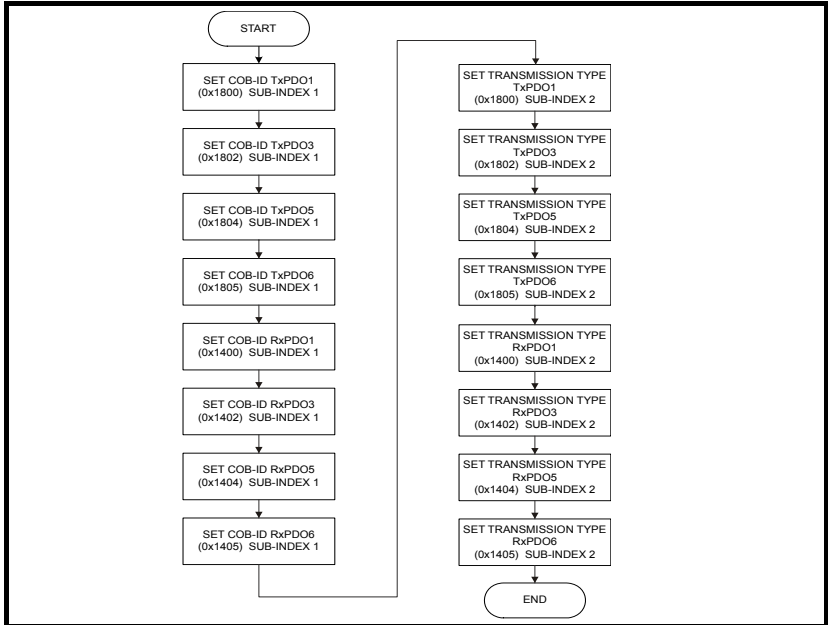 START
SET COB-ID TxPDO1
(0x1800) SUB-INDEX 1
SET COB-ID TxPDO3
(0x1802) SUB-INDEX 1
SET COB-ID TxPDO5
(0x1804) SUB-INDEX 1
SET COB-ID TxPDO6
(0x1805) SUB-INDEX 1
SET COB-ID RxPDO1
(0x1400) SUB-INDEX 1
SET COB-ID RxPDO3
(0x1402) SUB-INDEX 1
SET COB-ID RxPDO5
(0x1404) SUB-INDEX 1
SET COB-ID RxPDO6
(0x1405) SUB-INDEX 1
SET TRANSMISSION TYPE
TxPDO1
(0x1800) SUB-INDEX 2
SET TRANSMISSION TYPE
TxPDO3
(0x1802) SUB-INDEX 2
SET TRANSMISSION TYPE
TxPDO5
(0x1804) SUB-INDEX 2
SET TRANSMISSION TYPE
TxPDO6
(0x1805) SUB-INDEX 2
SET TRANSMISSION TYPE
RxPDO1
(0x1400) SUB-INDEX 2
SET TRANSMISSION TYPE
RxPDO3
(0x1402) SUB-INDEX 2
SET TRANSMISSION TYPE
RxPDO5
(0x1404) SUB-INDEX 2
SET TRANSMISSION TYPE
RxPDO6
(0x1405) SUB-INDEX 2
END